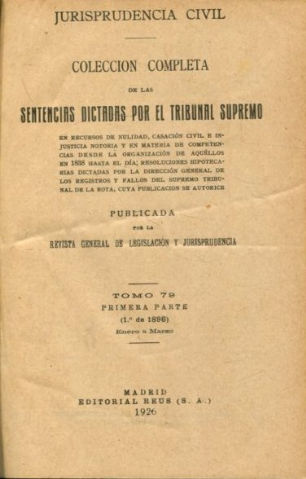 JURISPRUDENCIA CIVIL
COLECCION COMPLETA
DE LAS
SENTENCIAS DICTADAS POR EL TRIBUNAL SUPREMO
EN RECURSOS DE NULIDAD, CASACIÓN CIVIL E IN-
JUSTICIA NOTORIA Y EN MATERIA DE COMPETEN-
CIAS DESDE LA ORGANIZACIÓN DE AQUÉLLOS
EN 1838 HASTA EL DÍA; RESOLUCIONES HIPOTECA-
RIAS DICTADAS POR LA DIRECCIÓN GENERAL DE
LOS REGISTROS Y FALLOS DEL SUPREMO TRIBU-
NAL DE LA ROTA, CUYA PUBLICACIÓN SE AUTORICE
PUBLICADA
POR LA
REVISTA GENERAL DE LEGISLACIÓN Y JURISPRUDENCIA
TOMO 79
PRIMERA PARTE
(1.º de 1896)
Enero a Marzo
MADRID
EDITORIAL REUS (S. A.)
1926